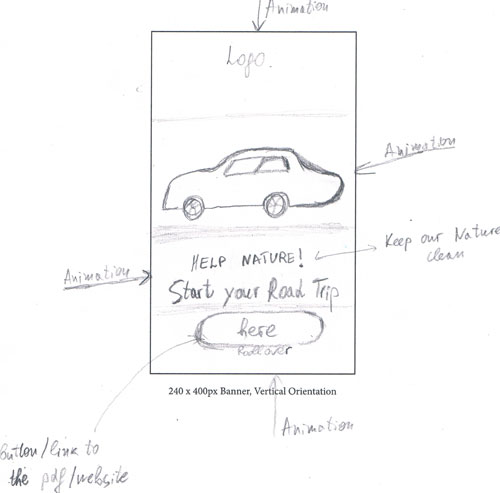 Animation
Logo.
Animation
HELP NATURE!
Keep our Nature
clean
Animation
Start your Road Trip
here
Rollover
240 x 400px Banner, Vertical Orientation
Animation
button/link to
the pdf/website